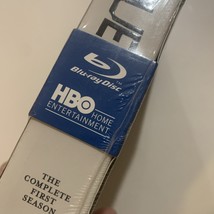 Blu-ray Disc
HBO HOME
ENTERTAINMENT
THE
COMPLETE
FIRST
SEASON